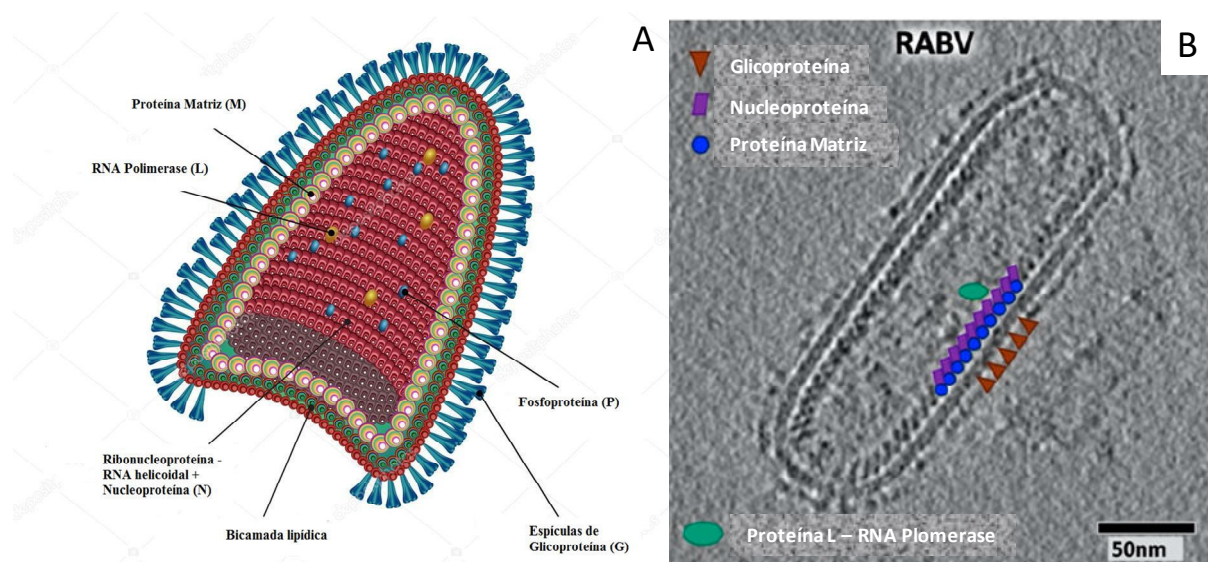 A
Proteína Matriz (M)
RNA Polimerase (L)
Fosfoproteína (P)
Ribonucleoproteína -
RNA helicoidal +
Nucleoproteína (N)
Bicamada lipídica
Espículas de
Glicoproteína (G)
RABV
B
Glicoproteína
Nucleoproteína
Proteína Matriz
Proteína L – RNA Plomerase
50nm